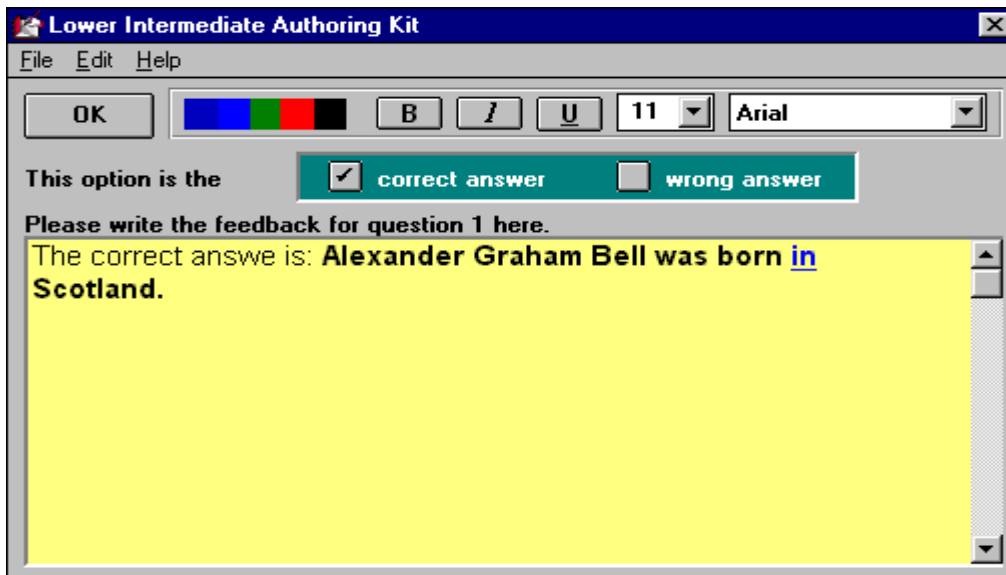 Lower Intermediate Authoring Kit
File Edit Help
OK B I U 11 Arial
This option is the correct answer wrong answer
Please write the feedback for question 1 here.
The correct answe is: Alexander Graham Bell was born in
Scotland.